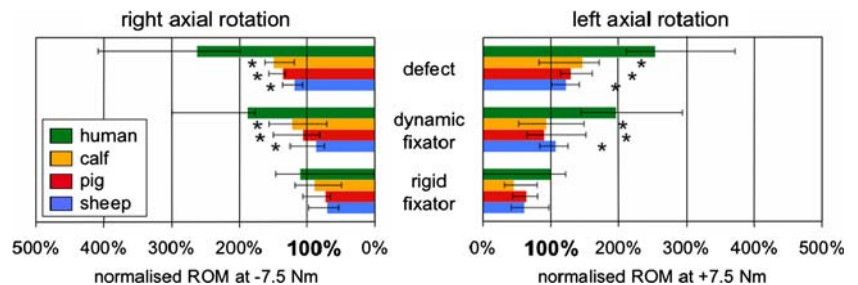 right axial rotation
left axial rotation
defect
dynamic
fixator
rigid
fixator
human
calf
pig
sheep
* * * * * *
* * * * * *
500% 400% 300% 200% 100% 0%
0% 100% 200% 300% 400% 500%
normalised ROM at -7.5 Nm
normalised ROM at +7.5 Nm